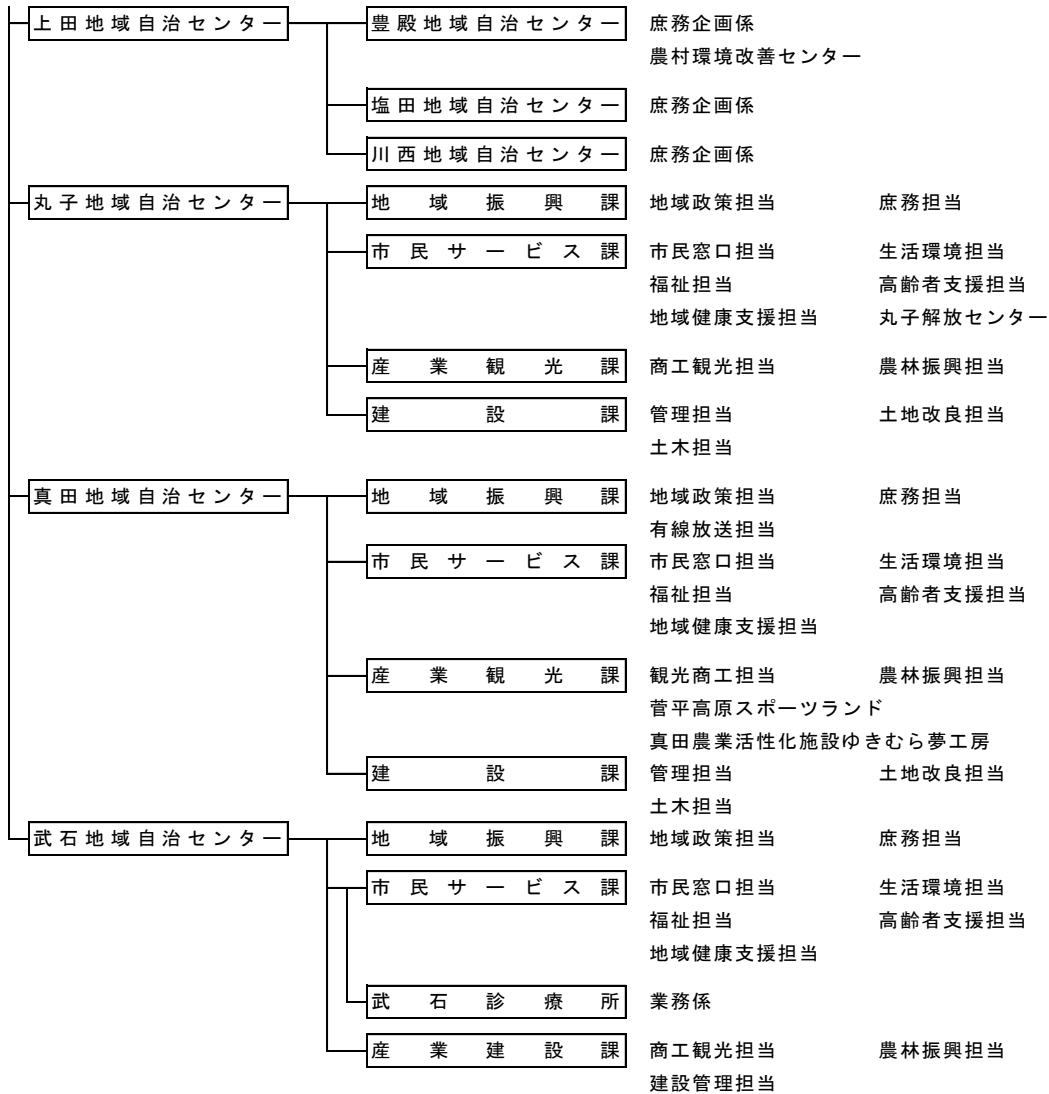 上田地域自治センター 豊殿地域自治センター 庶務企画係
農村環境改善センター
塩田地域自治センター 庶務企画係
川西地域自治センター 庶務企画係
丸子地域自治センター 地域振興課 地域政策担当 庶務担当
市民サービス課 市民窓口担当 生活環境担当
福祉担当 高齢者支援担当
地域健康支援担当 丸子解放センター
産業観光課 商工観光担当 農林振興担当
建設課 管理担当 土地改良担当
土木担当
真田地域自治センター 地域振興課 地域政策担当 庶務担当
有線放送担当
市民サービス課 市民窓口担当 生活環境担当
福祉担当 高齢者支援担当
地域健康支援担当
産業観光課 観光商工担当 農林振興担当
菅平高原スポーツランド
真田農業活性化施設ゆきむら夢工房
建設課 管理担当 土地改良担当
土木担当
武石地域自治センター 地域振興課 地域政策担当 庶務担当
市民サービス課 市民窓口担当 生活環境担当
福祉担当 高齢者支援担当
地域健康支援担当
武石診療所 業務係
産業建設課 商工観光担当 農林振興担当
建設管理担当